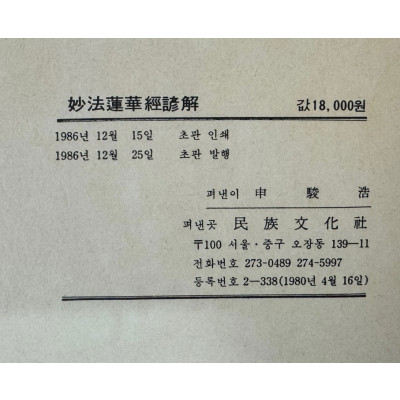 妙法蓮華經諺解 값18,000원
1986년 12월 15일 초판 인쇄
1986년 12월 25일 초판 발행
펴낸이 申 駿 浩
펴낸곳 民族文化社
〒100 서울·중구 오장동 139—11
전화번호 273-0489 274-5997
등록번호 2—338(1980년 4월 16일)